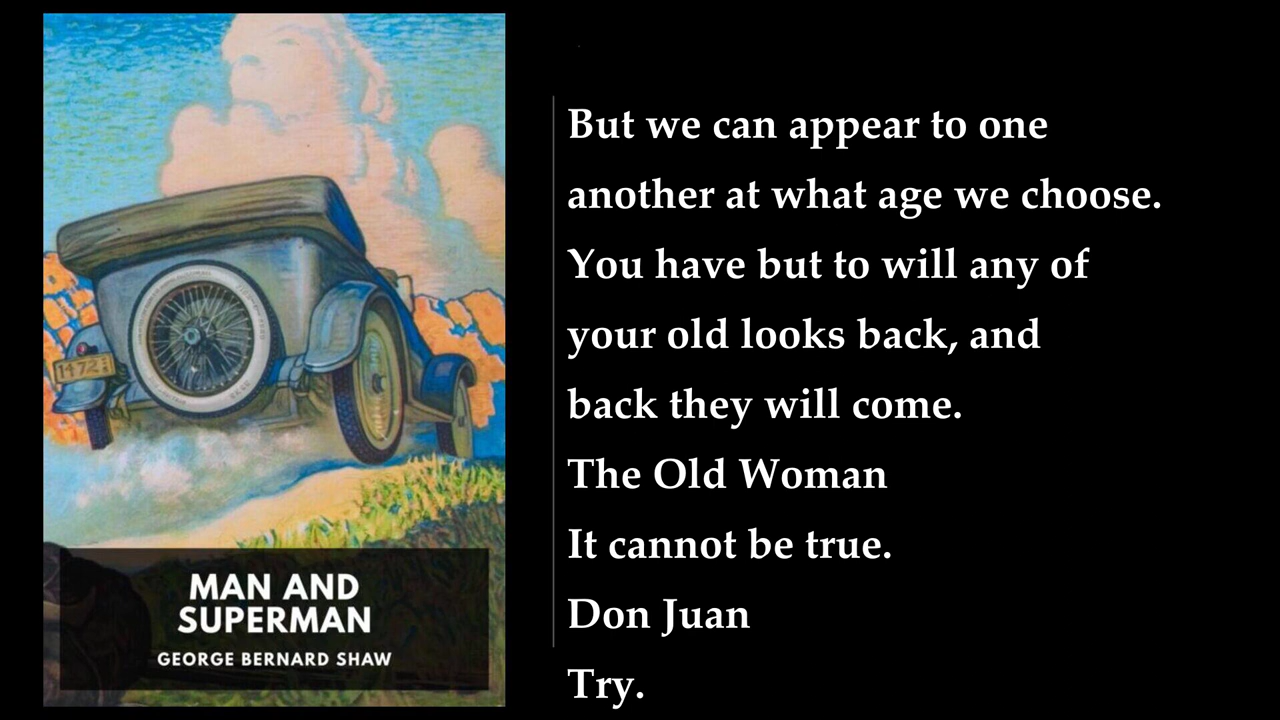 1472
MAN AND
SUPERMAN
GEORGE BERNARD SHAW
But we can appear to one
another at what age we choose.
You have but to will any of
your old looks back, and
back they will come.
The Old Woman
It cannot be true.
Don Juan
Try.